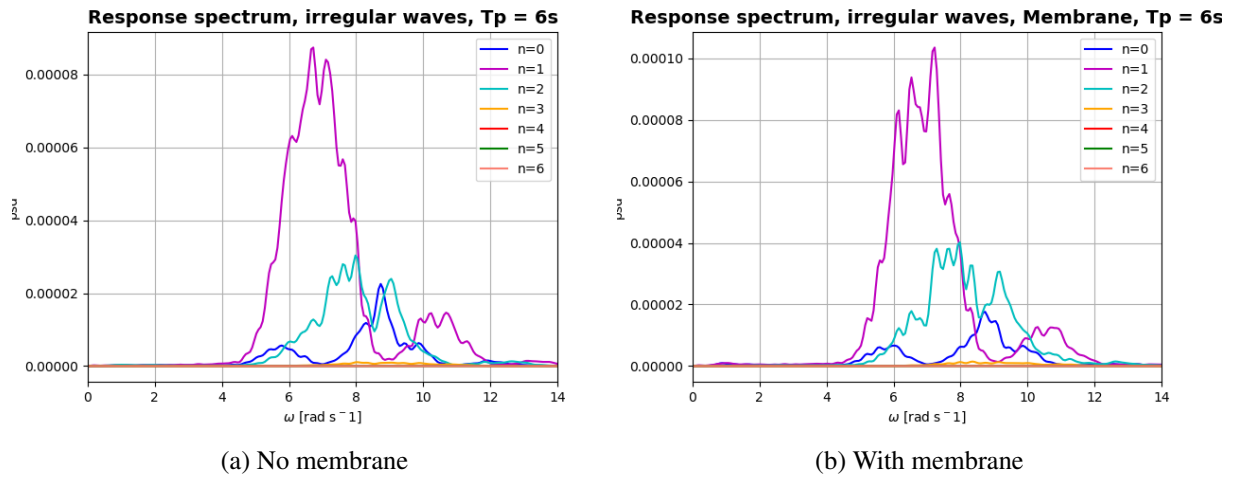 Response spectrum, irregular waves, Tp = 6s
0.00008
0.00006
0.00004
0.00002
0.00000
0 2 4 6 8 10 12 14
ω [rad s⁻1]
n=0
n=1
n=2
n=3
n=4
n=5
n=6
(a) No membrane
Response spectrum, irregular waves, Membrane, Tp = 6s
psd
0.00010
0.00008
0.00006
0.00004
0.00002
0.00000
0 2 4 6 8 10 12 14
ω [rad s⁻1]
n=0
n=1
n=2
n=3
n=4
n=5
n=6
(b) With membrane